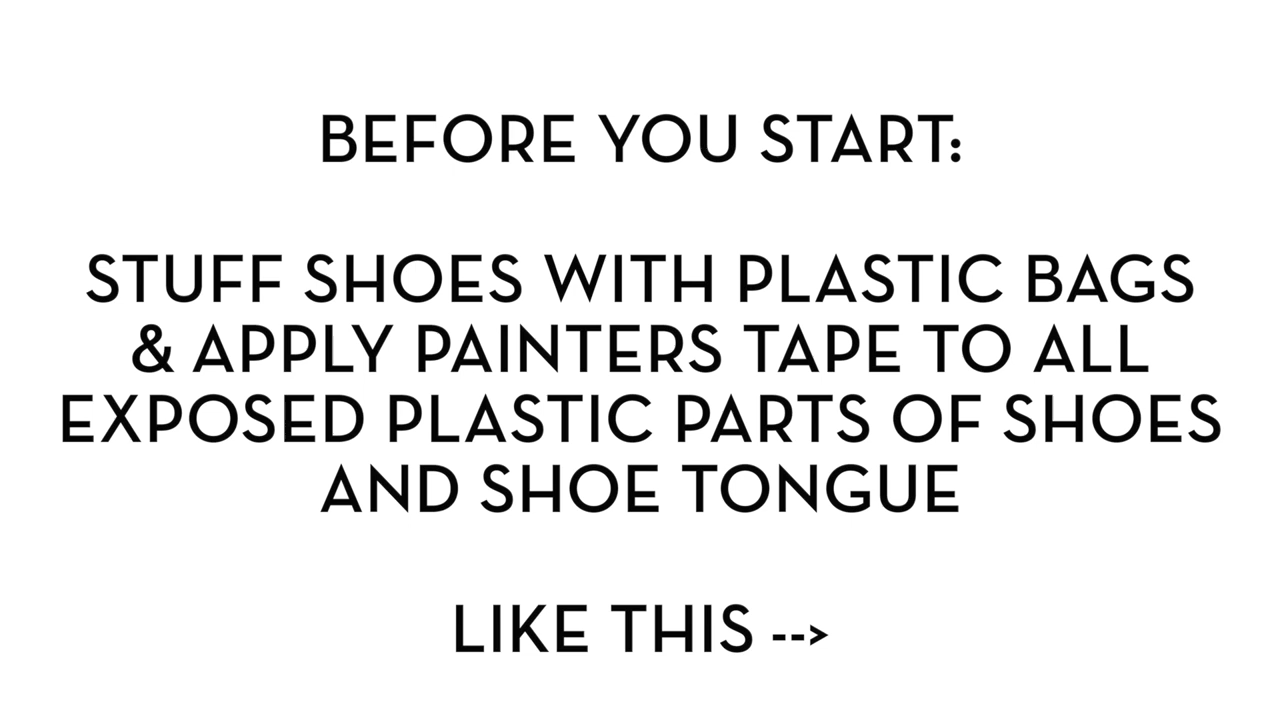 BEFORE YOU START:
STUFF SHOES WITH PLASTIC BAGS
& APPLY PAINTERS TAPE TO ALL
EXPOSED PLASTIC PARTS OF SHOES
AND SHOE TONGUE
LIKE THIS -->